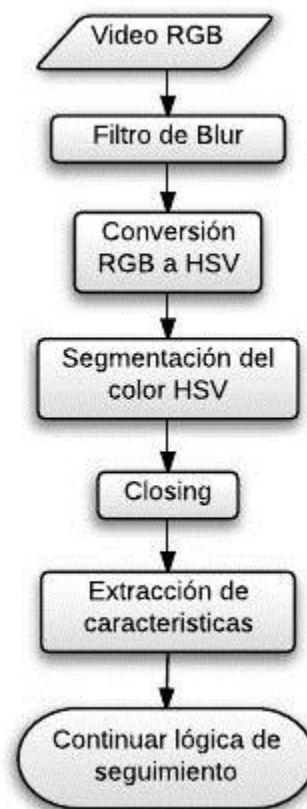 Video RGB
Filtro de Blur
Conversión
RGB a HSV
Segmentación del
color HSV
Closing
Extracción de
caracteristicas
Continuar lógica de
seguimiento